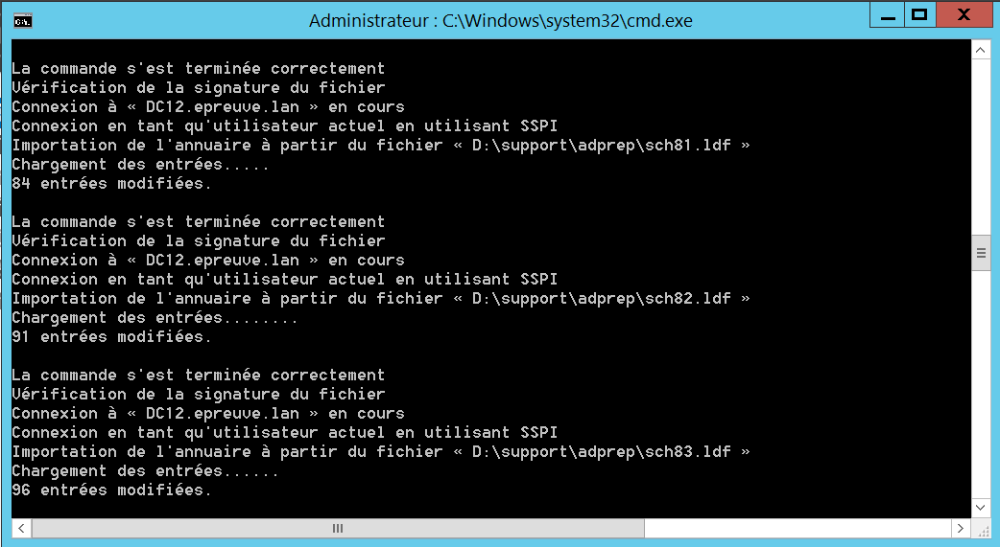 Administrateur : C:\Windows\system32\cmd.exe
La commande s'est terminée correctement
Vérification de la signature du fichier
Connexion à « DC12.epreuve.lan » en cours
Connexion en tant qu'utilisateur actuel en utilisant SSPI
Importation de l'annuaire à partir du fichier « D:\support\adprep\sch81.ldf »
Chargement des entrées.....
84 entrées modifiées.
La commande s'est terminée correctement
Vérification de la signature du fichier
Connexion à « DC12.epreuve.lan » en cours
Connexion en tant qu'utilisateur actuel en utilisant SSPI
Importation de l'annuaire à partir du fichier « D:\support\adprep\sch82.ldf »
Chargement des entrées........
91 entrées modifiées.
La commande s'est terminée correctement
Vérification de la signature du fichier
Connexion à « DC12.epreuve.lan » en cours
Connexion en tant qu'utilisateur actuel en utilisant SSPI
Importation de l'annuaire à partir du fichier « D:\support\adprep\sch83.ldf »
Chargement des entrées......
96 entrées modifiées.